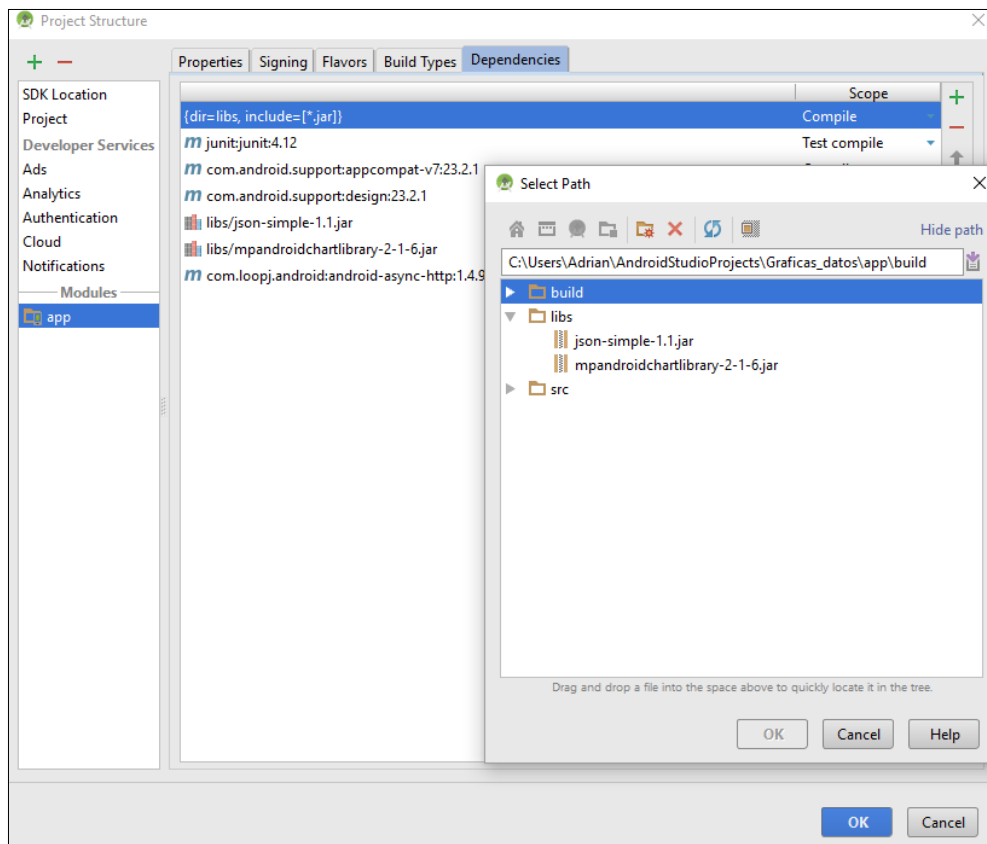 Project Structure
Properties
Signing
Flavors
Build Types
Dependencies
SDK Location
Project
Developer Services
Ads
Analytics
Authentication
Cloud
Notifications
Modules
app
Scope
{dir=libs, include=[*.jar]}
Compile
m junit:junit:4.12
Test compile
m com.android.support:appcompat-v7:23.2.1
m com.android.support:design:23.2.1
libs/json-simple-1.1.jar
libs/mpandroidchartlibrary-2-1-6.jar
m com.loopj.android:android-async-http:1.4.9
Select Path
Hide path
C:\Users\Adrian\AndroidStudioProjects\Graficas_datos\app\build
build
libs
json-simple-1.1.jar
mpandroidchartlibrary-2-1-6.jar
src
Drag and drop a file into the space above to quickly locate it in the tree.
OK
Cancel
Help
OK
Cancel